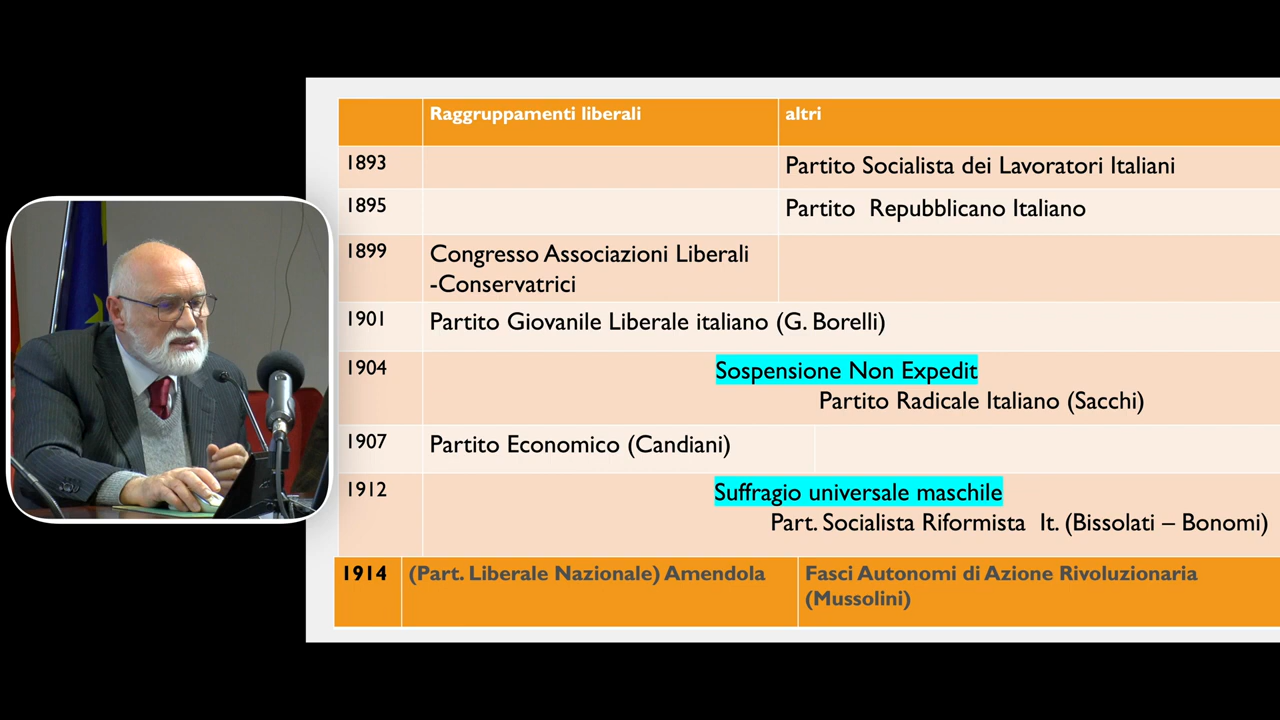 Raggruppamenti liberali altri
1893 Partito Socialista dei Lavoratori Italiani
1895 Partito Repubblicano Italiano
1899 Congresso Associazioni Liberali
-Conservatrici
1901 Partito Giovanile Liberale italiano (G. Borelli)
1904 Sospensione Non Expedit
Partito Radicale Italiano (Sacchi)
1907 Partito Economico (Candiani)
1912 Suffragio universale maschile
Part. Socialista Riformista It. (Bissolati – Bonomi)
1914 (Part. Liberale Nazionale) Amendola Fasci Autonomi di Azione Rivoluzionaria
(Mussolini)